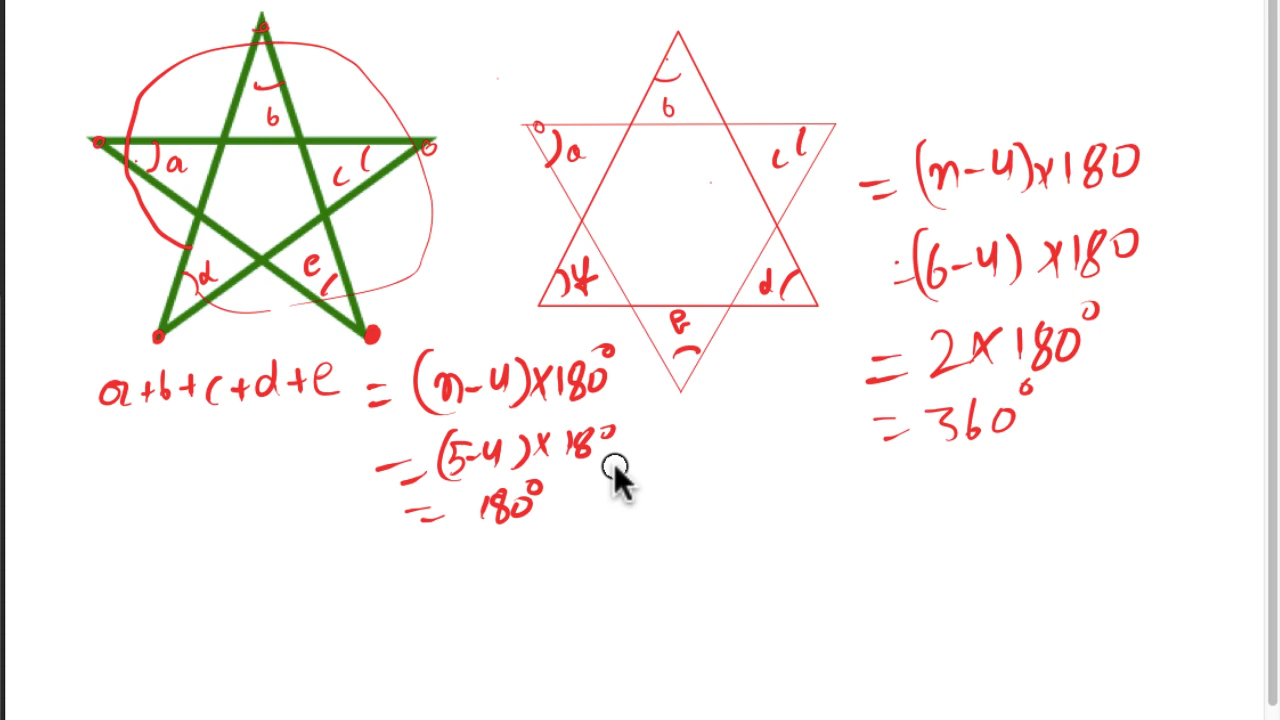 b
a
c
d
e
b
a
c
d
e
a+b+c+d+e = (n-4)×180°
= (5-4)×180
= 180°
= (n-4)×180
=(6-4)×180
= 2×180°
= 360°